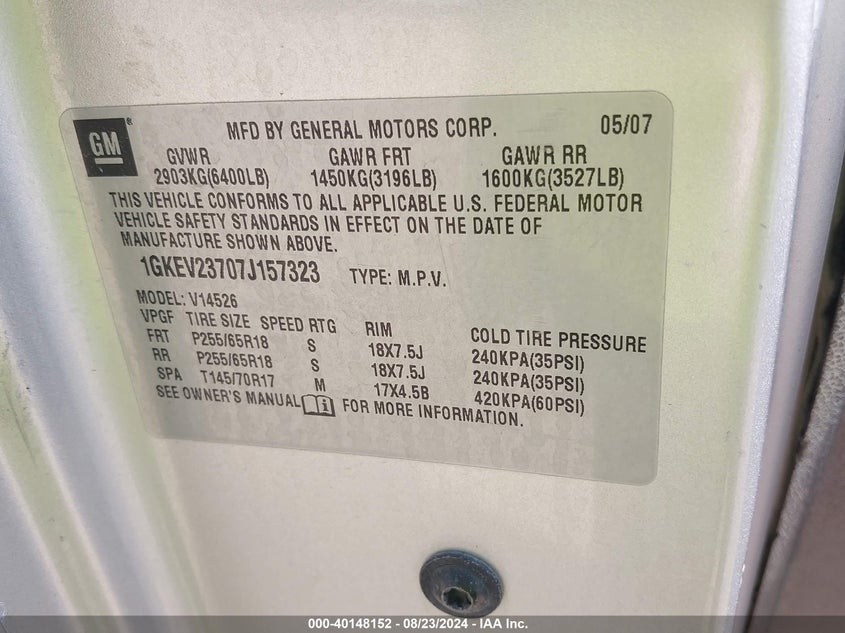 GM ® MFD BY GENERAL MOTORS CORP. 05/07
GVWR GAWR FRT GAWR RR
2903KG(6400LB) 1450KG(3196LB) 1600KG(3527LB)
THIS VEHICLE CONFORMS TO ALL APPLICABLE U.S. FEDERAL MOTOR
VEHICLE SAFETY STANDARDS IN EFFECT ON THE DATE OF
MANUFACTURE SHOWN ABOVE.
1GKEV23707J157323 TYPE: M.P.V.
MODEL: V14526
VPGF TIRE SIZE SPEED RTG RIM COLD TIRE PRESSURE
FRT P255/65R18 S 18X7.5J 240KPA(35PSI)
RR P255/65R18 S 18X7.5J 240KPA(35PSI)
SPA T145/70R17 M 17X4.5B 420KPA(60PSI)
SEE OWNER'S MANUAL FOR MORE INFORMATION.
000-40148152 - 08/23/2024 - IAA Inc.